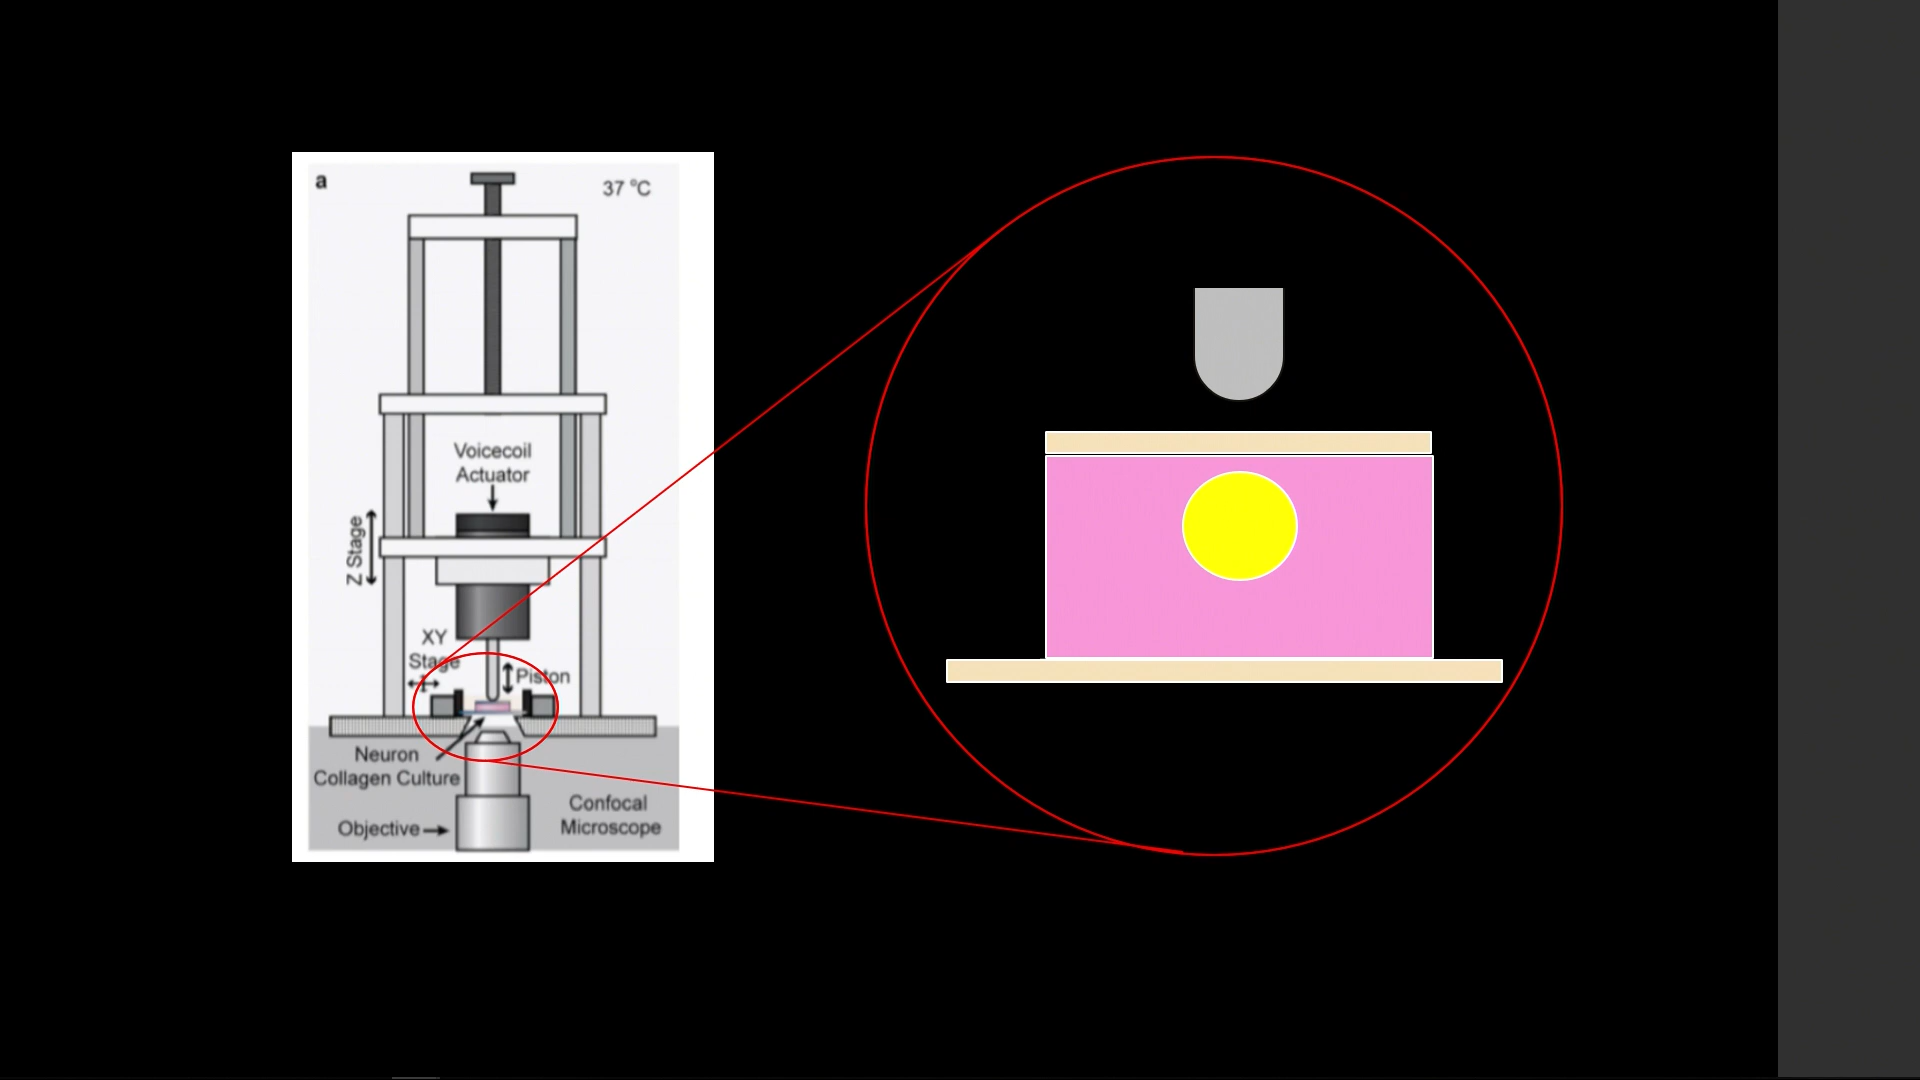 a
37 °C
Voicecoil
Actuator
Z Stage
XY
Stage
Piston
Neuron
Collagen Culture
Confocal
Microscope
Objective